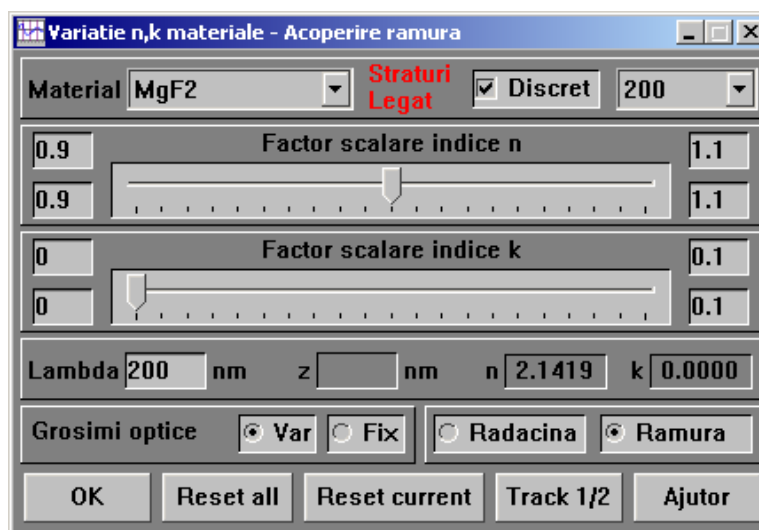 Variatie n,k materiale - Acoperire ramura
Material MgF2 Straturi Legat Discret 200
0.9 Factor scalare indice n 1.1
0.9 1.1
0 Factor scalare indice k 0.1
0 0.1
Lambda 200 nm z nm n 2.1419 k 0.0000
Grosimi optice Var Fix Radacina Ramura
OK Reset all Reset current Track 1/2 Ajutor